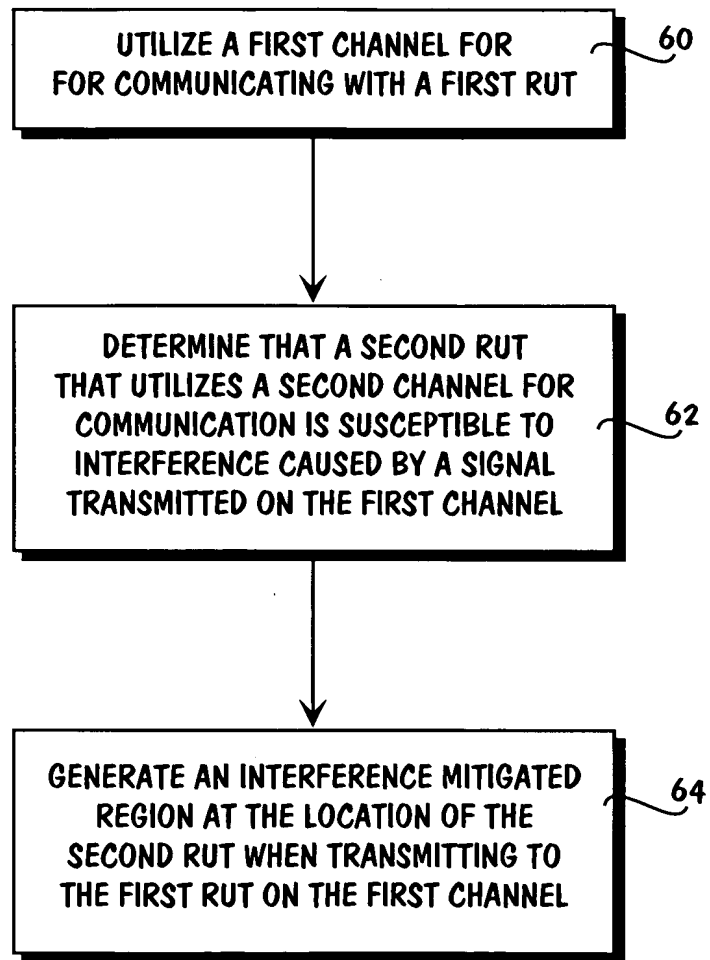 UTILIZE A FIRST CHANNEL FOR
FOR COMMUNICATING WITH A FIRST RUT
60
DETERMINE THAT A SECOND RUT
THAT UTILIZES A SECOND CHANNEL FOR
COMMUNICATION IS SUSCEPTIBLE TO
INTERFERENCE CAUSED BY A SIGNAL
TRANSMITTED ON THE FIRST CHANNEL
62
GENERATE AN INTERFERENCE MITIGATED
REGION AT THE LOCATION OF THE
SECOND RUT WHEN TRANSMITTING TO
THE FIRST RUT ON THE FIRST CHANNEL
64